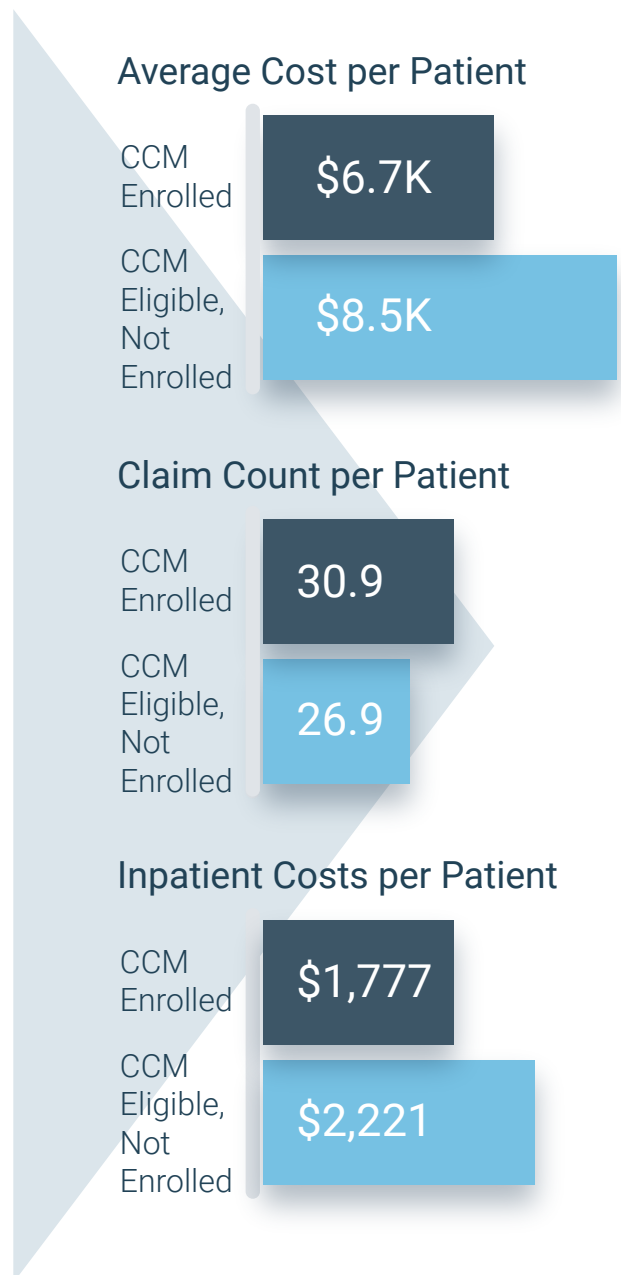 Average Cost per Patient
CCM
Enrolled
$6.7K
CCM
Eligible,
Not
Enrolled
$8.5K
Claim Count per Patient
CCM
Enrolled
30.9
CCM
Eligible,
Not
Enrolled
26.9
Inpatient Costs per Patient
CCM
Enrolled
$1,777
CCM
Eligible,
Not
Enrolled
$2,221